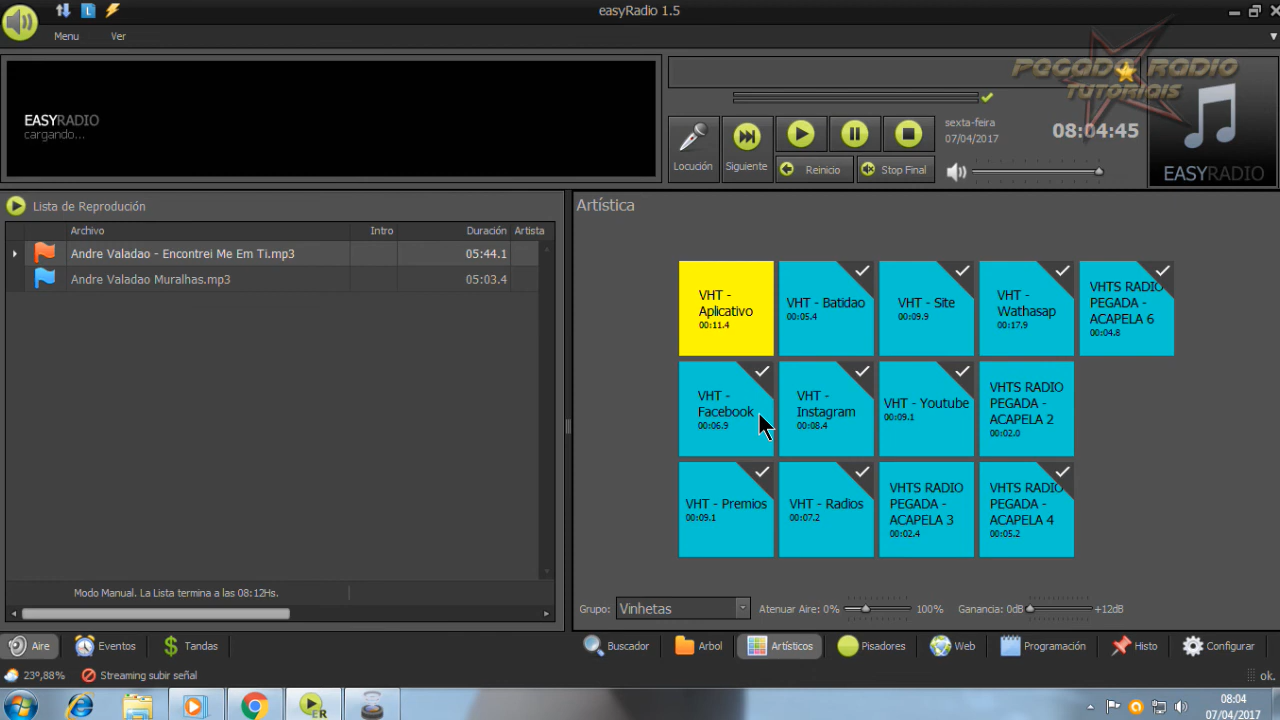 easyRadio 1.5
Menu
Ver
PEGADA RADIO
TUTORIAIS
EASYRADIO
cargando...
Locución
Siguiente
Reinicio
Stop Final
sexta-feira
07/04/2017
08:04:45
EASYRADIO
Lista de Reprodución
Artística
Archivo Intro Duración Artista
Andre Valadao - Encontrei Me Em Ti.mp3 05:44.1
Andre Valadao Muralhas.mp3 05:03.4
VHT -
Aplicativo
00:11.4
VHT - Batidao
00:05.4
VHT - Site
00:09.9
VHT -
Wathasap
00:17.9
VHTS RADIO
PEGADA -
ACAPELA 6
00:04.8
VHT -
Facebook
00:06.9
VHT -
Instagram
00:08.4
VHT - Youtube
00:09.1
VHTS RADIO
PEGADA -
ACAPELA 2
00:02.0
VHT - Premios
00:09.1
VHT - Radios
00:07.2
VHTS RADIO
PEGADA -
ACAPELA 3
00:02.4
VHTS RADIO
PEGADA -
ACAPELA 4
00:05.2
Modo Manual. La Lista termina a las 08:12Hs.
Grupo: Vinhetas Atenuar Aire: 0% 100% Ganancia: 0dB +12dB
Aire Eventos Tandas Buscador Arbol Artísticos Pisadores Web Programación Histo Configurar
23º,88% Streaming subir señal ok.
ER
08:04
07/04/2017